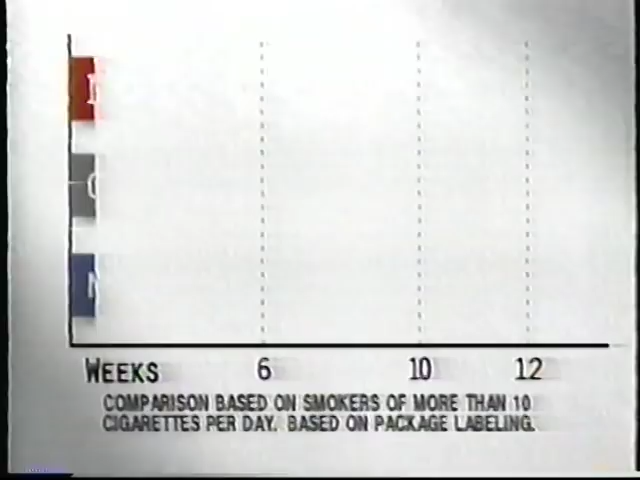 WEEKS 6 10 12
COMPARISON BASED ON SMOKERS OF MORE THAN 10
CIGARETTES PER DAY. BASED ON PACKAGE LABELING.